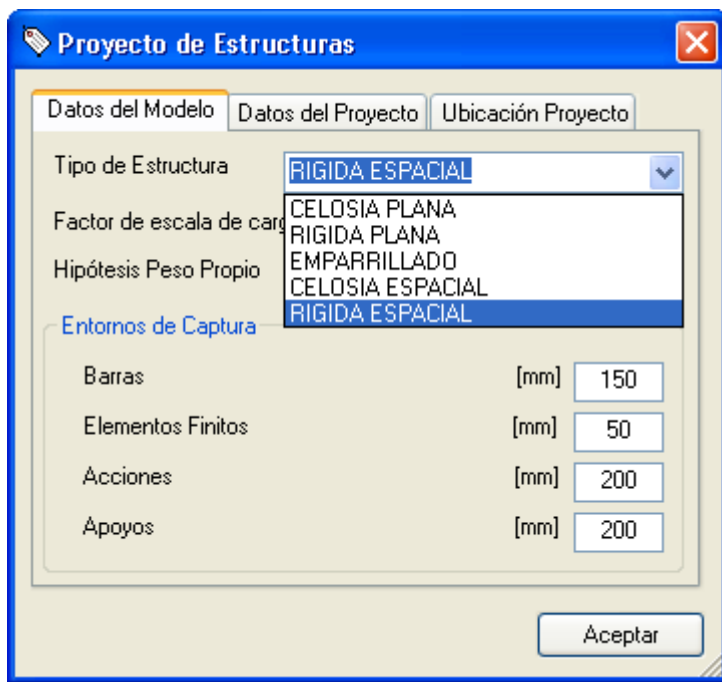 Proyecto de Estructuras
Datos del Modelo Datos del Proyecto Ubicación Proyecto
Tipo de Estructura RIGIDA ESPACIAL
CELOSIA PLANA
Factor de escala de carg
RIGIDA PLANA
EMPARRILLADO
Hipótesis Peso Propio
CELOSIA ESPACIAL
RIGIDA ESPACIAL
Entornos de Captura
Barras [mm] 150
Elementos Finitos [mm] 50
Acciones [mm] 200
Apoyos [mm] 200
Aceptar